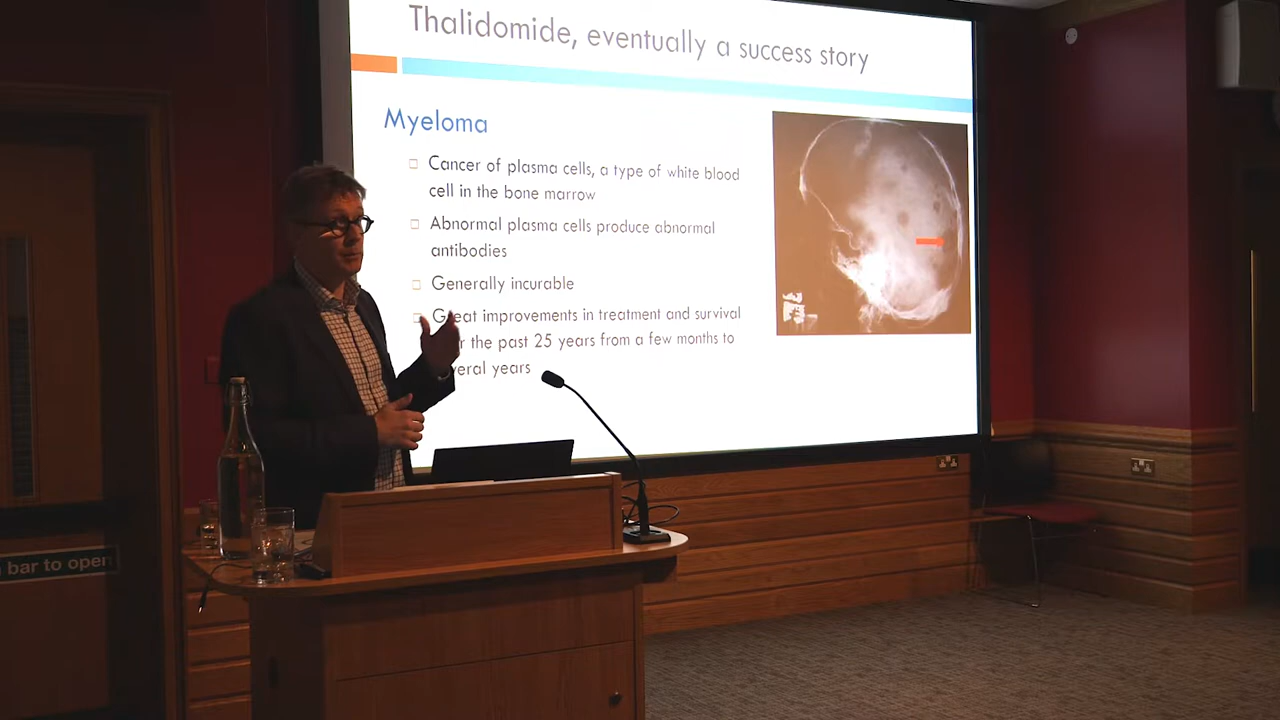 Thalidomide, eventually a success story
Myeloma
Cancer of plasma cells, a type of white blood
cell in the bone marrow
Abnormal plasma cells produce abnormal
antibodies
Generally incurable
Great improvements in treatment and survival
the past 25 years from a few months to
years
bar to open